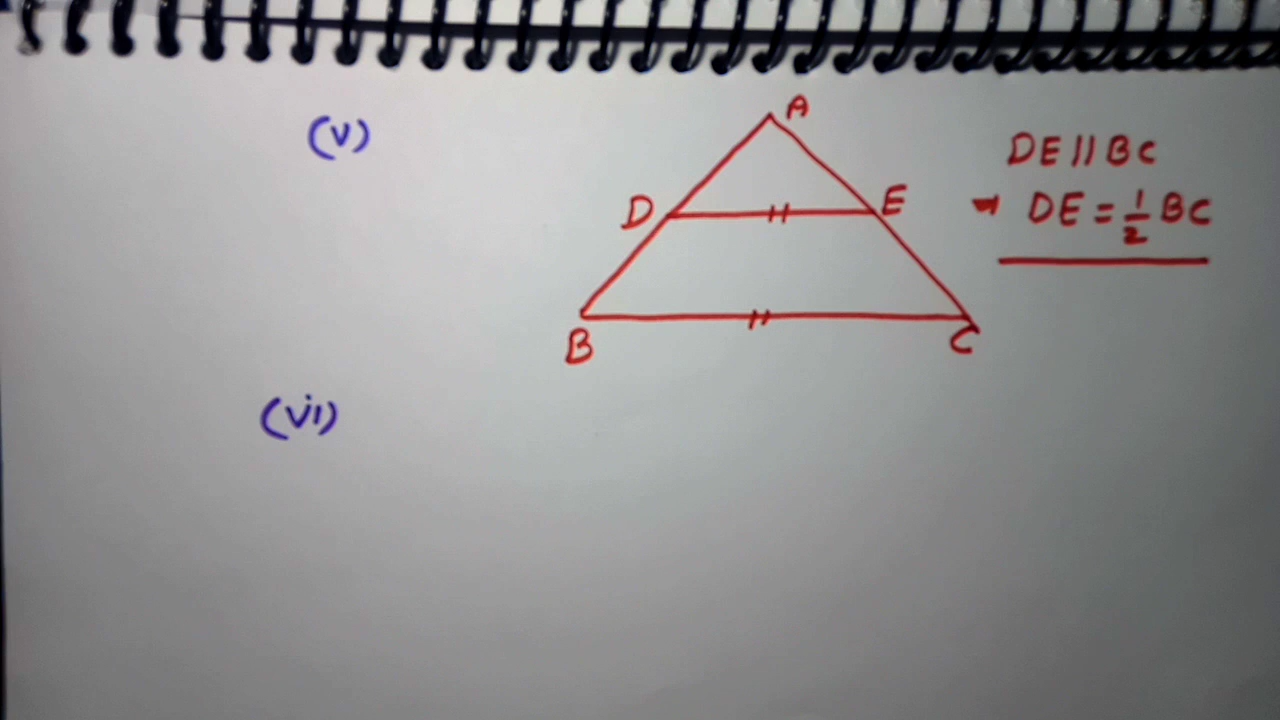 (v)
A
D
E
B
C
DE || BC
DE = 1/2 BC
(vi)